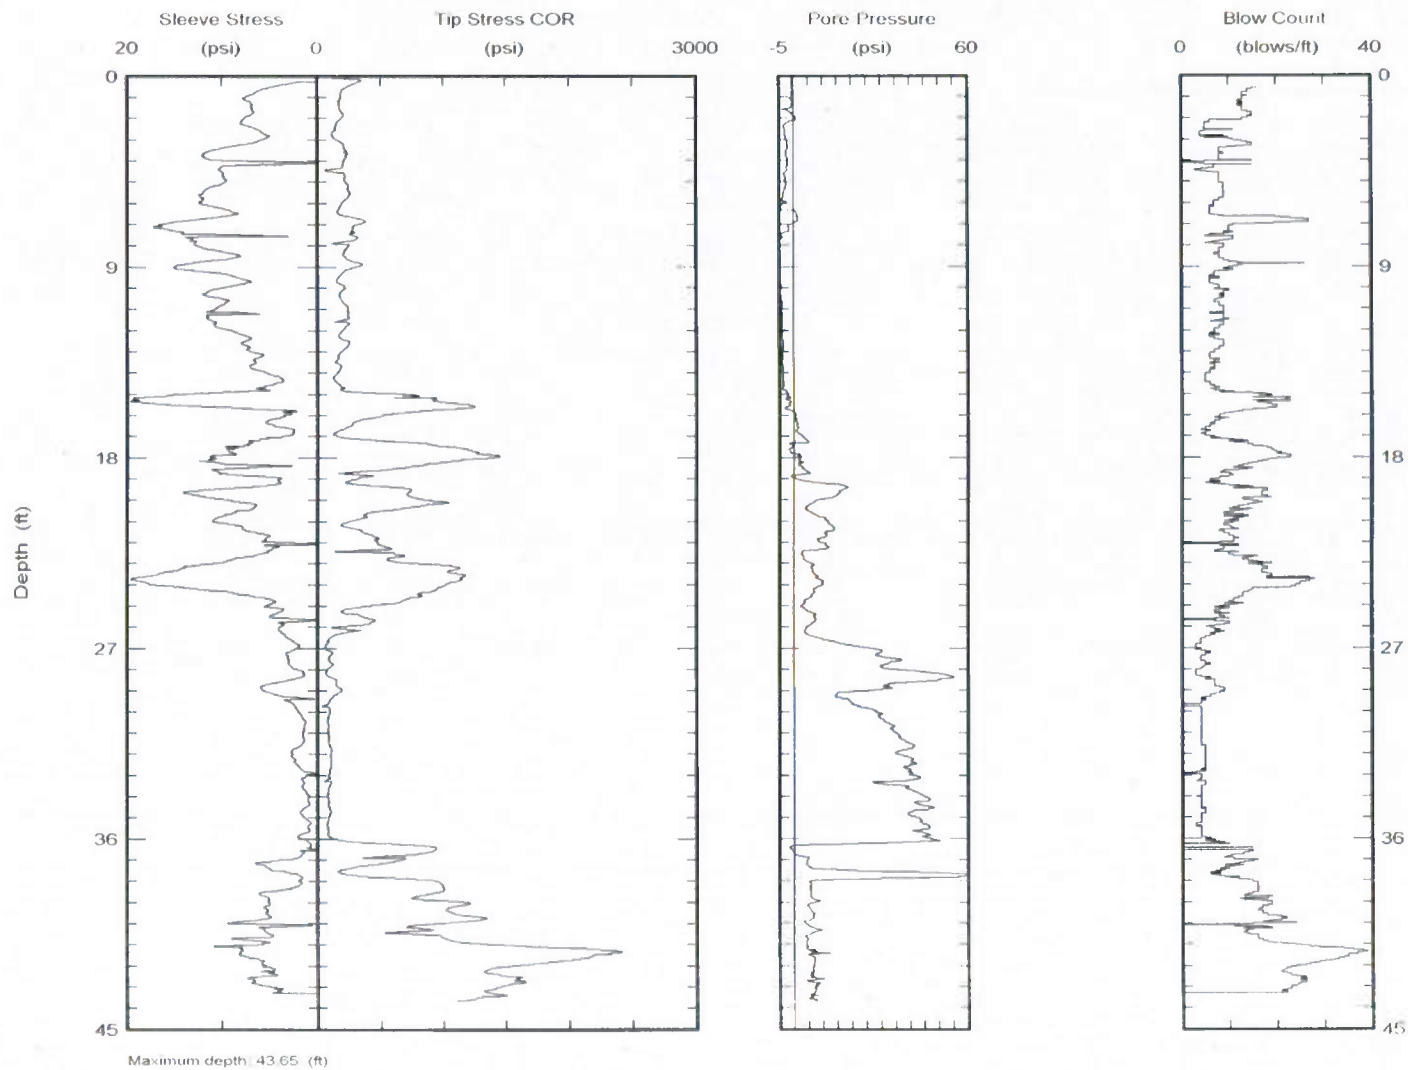 Sleeve Stress Tip Stress COR Pore Pressure Blow Count
20 (psi) 0 (psi) 3000 -5 (psi) 60 0 (blows/ft) 40
0 0
9 9
18 18
27 27
36 36
45 45
Depth (ft)
Maximum depth: 43.65 (ft)